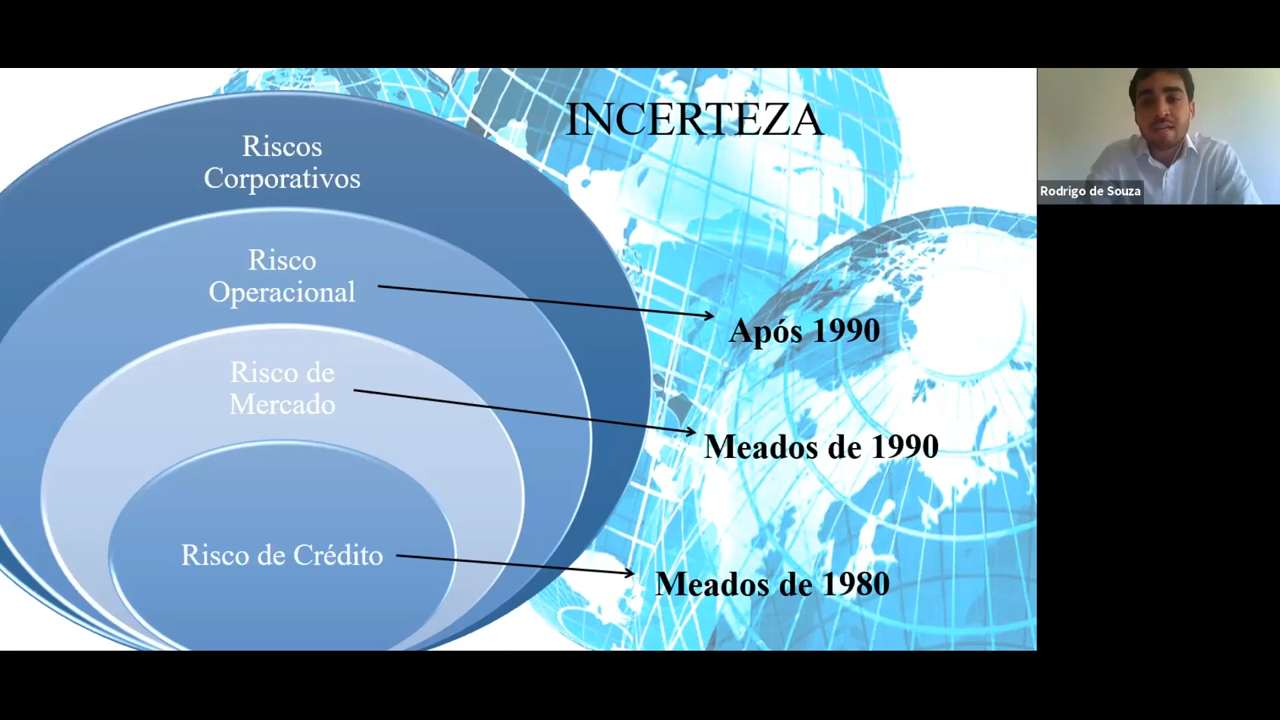 INCERTEZA
Riscos
Corporativos
Risco
Operacional
Após 1990
Risco de
Mercado
Meados de 1990
Risco de Crédito
Meados de 1980
Rodrigo de Souza